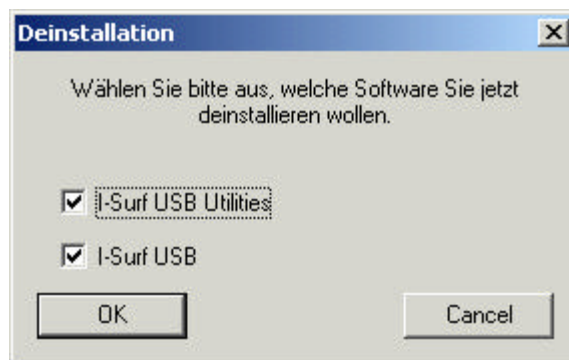 Deinstallation
Wählen Sie bitte aus, welche Software Sie jetzt
deinstallieren wollen.
I-Surf USB Utilities
I-Surf USB
OK
Cancel